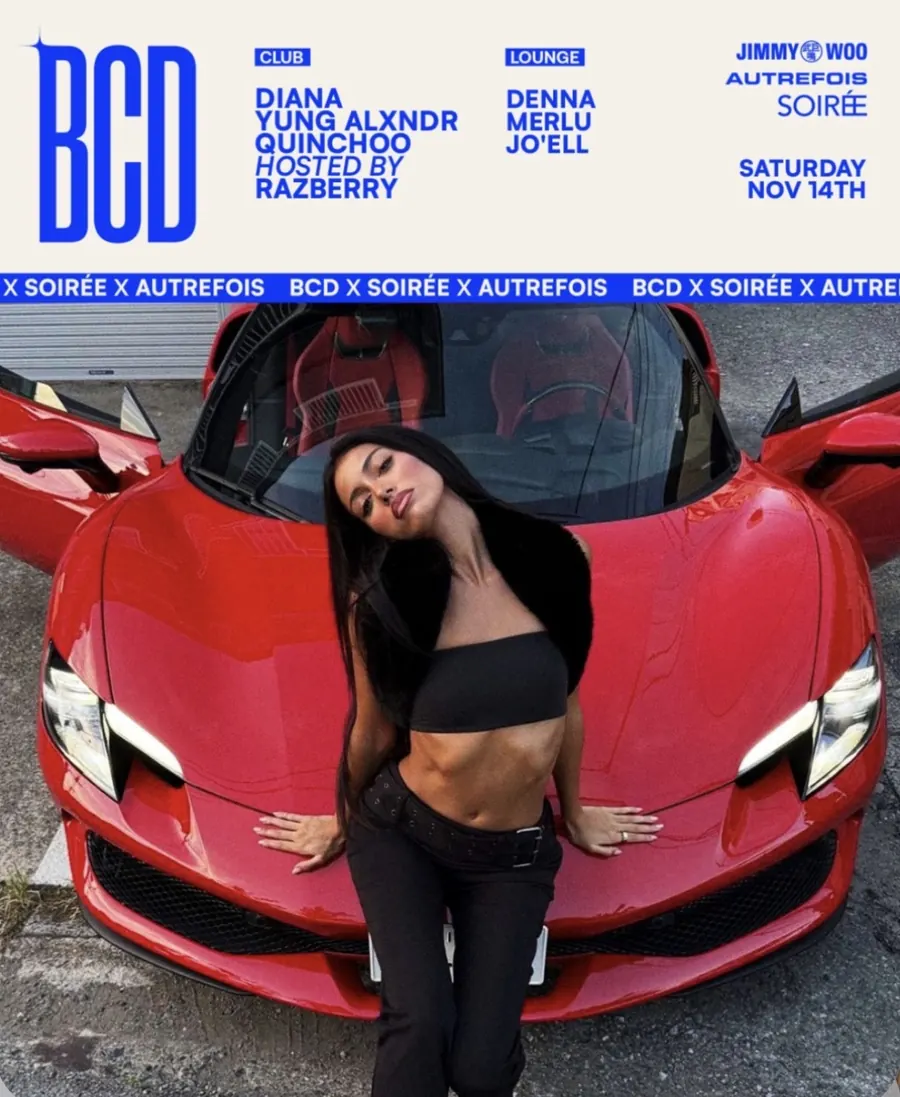 BCD
CLUB
DIANA
YUNG ALXNDR
QUINCHOO
HOSTED BY
RAZBERRY
LOUNGE
DENNA
MERLU
JO'ELL
JIMMY WOO
AUTREFOIS
SOIRÉE
SATURDAY
NOV 14TH
X SOIRÉE X AUTREFOIS BCD X SOIRÉE X AUTREFOIS BCD X SOIRÉE X AUTREI